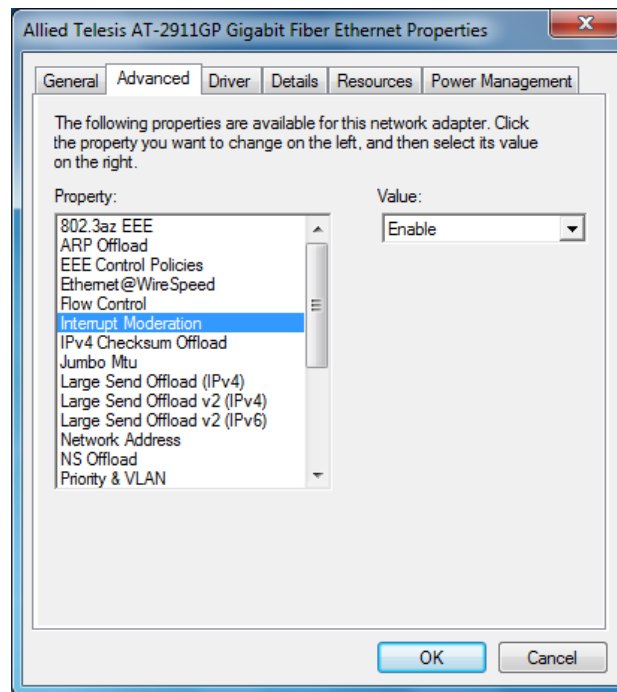 Allied Telesis AT-2911GP Gigabit Fiber Ethernet Properties
General
Advanced
Driver
Details
Resources
Power Management
The following properties are available for this network adapter. Click
the property you want to change on the left, and then select its value
on the right.
Property:
Value:
802.3az EEE
ARP Offload
EEE Control Policies
Ethernet@WireSpeed
Flow Control
Interrupt Moderation
IPv4 Checksum Offload
Jumbo Mtu
Large Send Offload (IPv4)
Large Send Offload v2 (IPv4)
Large Send Offload v2 (IPv6)
Network Address
NS Offload
Priority & VLAN
Enable
OK
Cancel